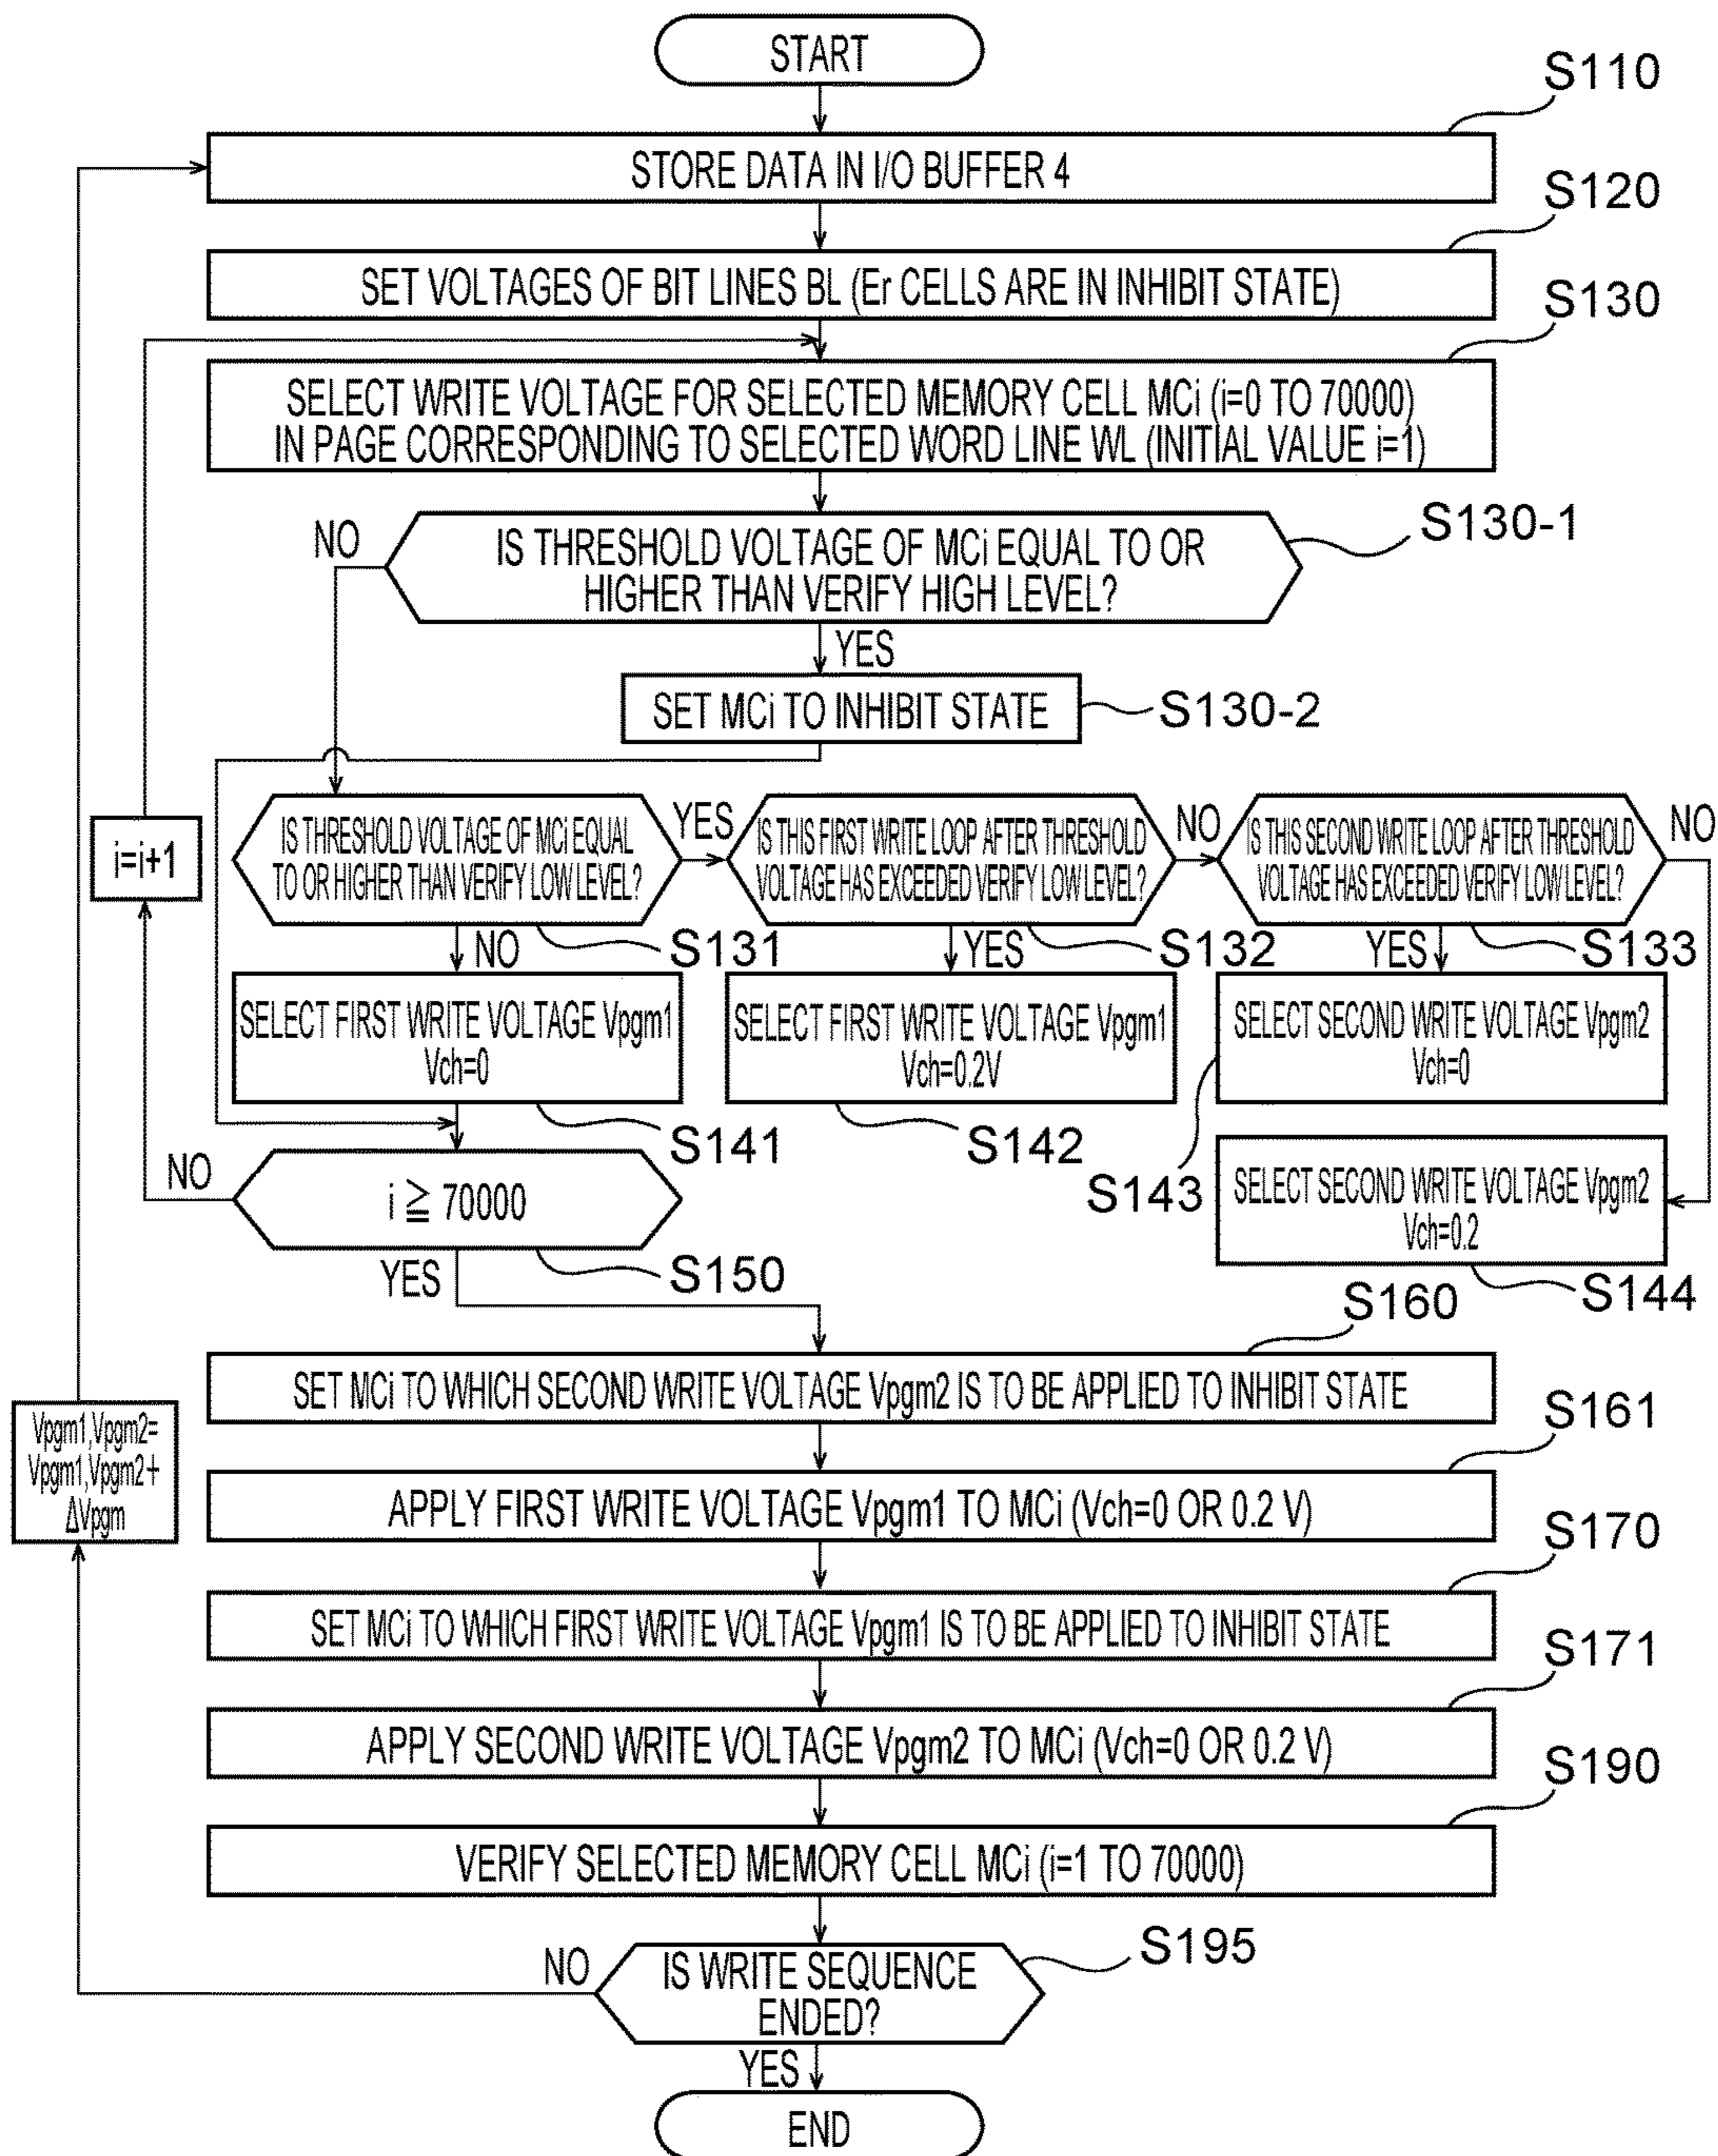 START
S110
STORE DATA IN I/O BUFFER 4
S120
SET VOLTAGES OF BIT LINES BL (Er CELLS ARE IN INHIBIT STATE)
S130
SELECT WRITE VOLTAGE FOR SELECTED MEMORY CELL MCi (i=0 TO 70000)
IN PAGE CORRESPONDING TO SELECTED WORD LINE WL (INITIAL VALUE i=1)
S130-1
NO
IS THRESHOLD VOLTAGE OF MCi EQUAL TO OR
HIGHER THAN VERIFY HIGH LEVEL?
YES
SET MCi TO INHIBIT STATE
S130-2
i=i+1
IS THRESHOLD VOLTAGE OF MCi EQUAL
TO OR HIGHER THAN VERIFY LOW LEVEL?
YES
IS THIS FIRST WRITE LOOP AFTER THRESHOLD
VOLTAGE HAS EXCEEDED VERIFY LOW LEVEL?
NO
IS THIS SECOND WRITE LOOP AFTER THRESHOLD
VOLTAGE HAS EXCEEDED VERIFY LOW LEVEL?
NO
NO
S131
YES
S132
YES
S133
SELECT FIRST WRITE VOLTAGE Vpgm1
Vch=0
SELECT FIRST WRITE VOLTAGE Vpgm1
Vch=0.2V
SELECT SECOND WRITE VOLTAGE Vpgm2
Vch=0
S141
S142
S143
NO
i ≧ 70000
SELECT SECOND WRITE VOLTAGE Vpgm2
Vch=0.2
YES
S150
S144
S160
SET MCi TO WHICH SECOND WRITE VOLTAGE Vpgm2 IS TO BE APPLIED TO INHIBIT STATE
S161
Vpgm1,Vpgm2=
Vpgm1,Vpgm2+
ΔVpgm
APPLY FIRST WRITE VOLTAGE Vpgm1 TO MCi (Vch=0 OR 0.2 V)
S170
SET MCi TO WHICH FIRST WRITE VOLTAGE Vpgm1 IS TO BE APPLIED TO INHIBIT STATE
S171
APPLY SECOND WRITE VOLTAGE Vpgm2 TO MCi (Vch=0 OR 0.2 V)
S190
VERIFY SELECTED MEMORY CELL MCi (i=1 TO 70000)
S195
NO
IS WRITE SEQUENCE
ENDED?
YES
END